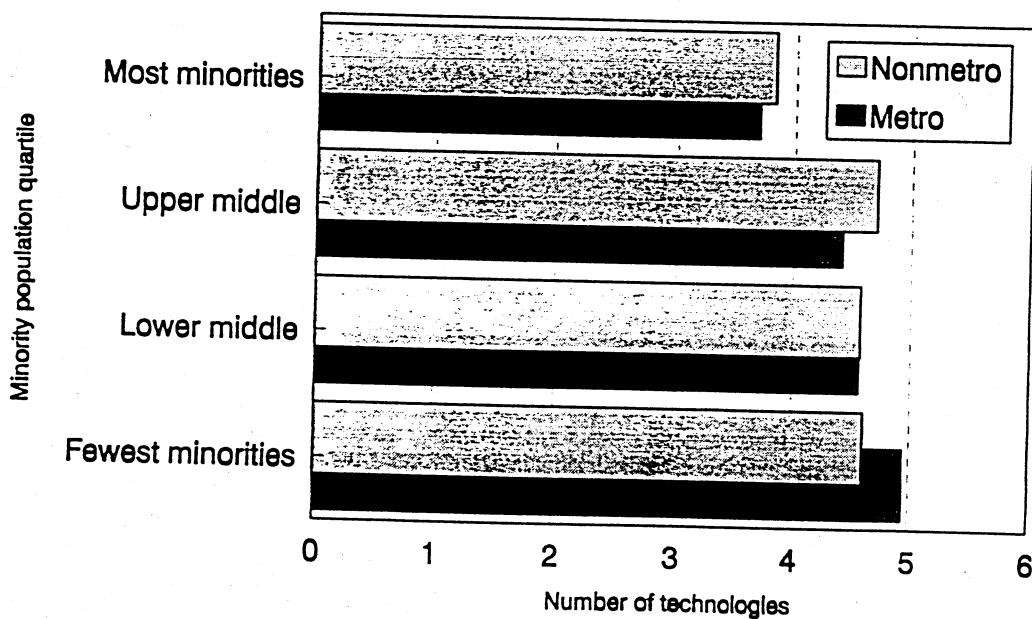 Most minorities
Upper middle
Lower middle
Fewest minorities
Minority population quartile
Nonmetro
Metro
0 1 2 3 4 5 6
Number of technologies